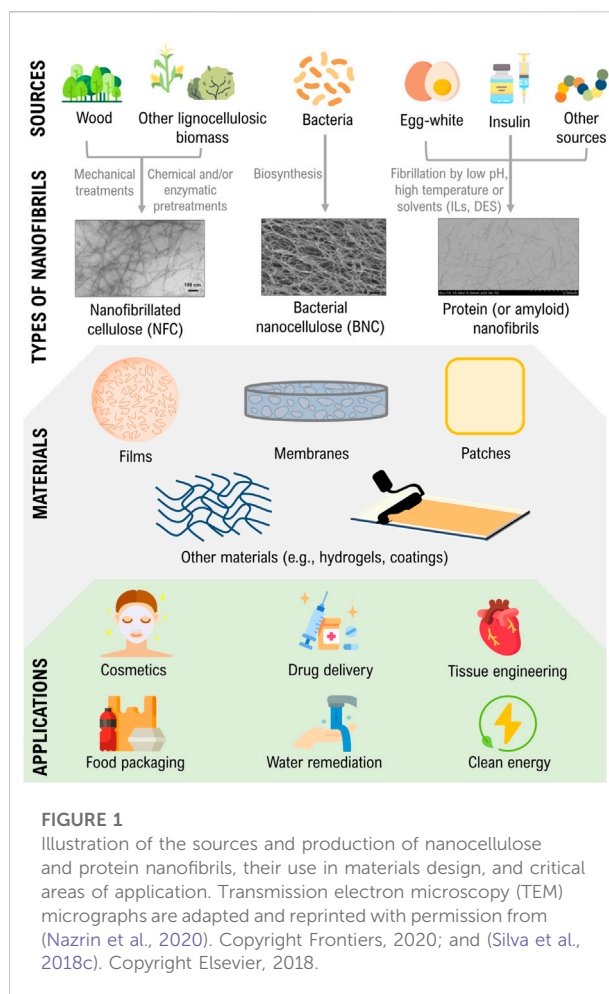 SOURCES
Wood
Other lignocellulosic
biomass
Bacteria
Egg-white
Insulin
Other
sources
TYPES OF NANOFIBRILS
Mechanical
treatments
Chemical and/or
enzymatic
pretreatments
Biosynthesis
Fibrillation by low pH,
high temperature or
solvents (ILs, DES)
100 nm
Nanofibrillated
cellulose (NFC)
Bacterial
nanocellulose (BNC)
Protein (or amyloid)
nanofibrils
MATERIALS
Films
Membranes
Patches
Other materials (e.g., hydrogels, coatings)
APPLICATIONS
Cosmetics
Drug delivery
Tissue engineering
Food packaging
Water remediation
Clean energy
FIGURE 1
Illustration of the sources and production of nanocellulose
and protein nanofibrils, their use in materials design, and critical
areas of application. Transmission electron microscopy (TEM)
micrographs are adapted and reprinted with permission from
(Nazrin et al., 2020). Copyright Frontiers, 2020; and (Silva et al.,
2018c). Copyright Elsevier, 2018.